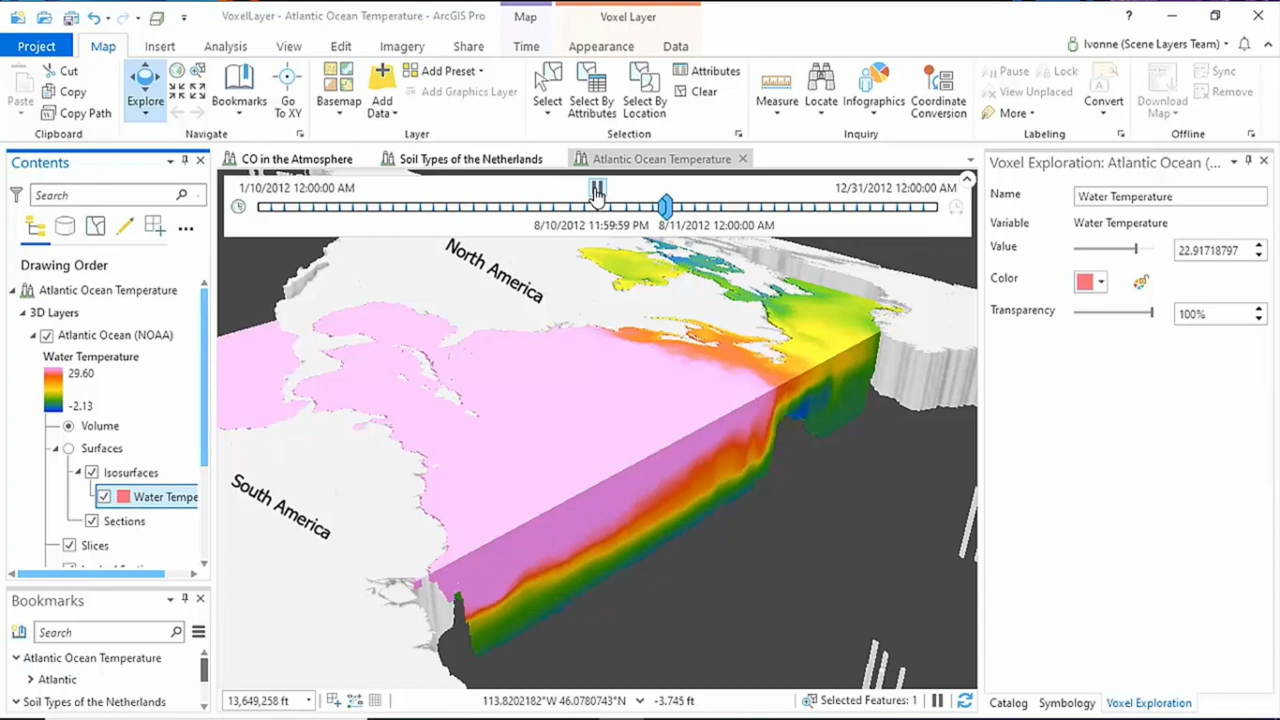 VoxelLayer - Atlantic Ocean Temperature - ArcGIS Pro
Map
Voxel Layer
?
Project
Map
Insert
Analysis
View
Edit
Imagery
Share
Time
Appearance
Data
Ivonne (Scene Layers Team)
Paste
Cut
Copy
Copy Path
Clipboard
Explore
Bookmarks
Go To XY
Navigate
Basemap
Add Data
Add Preset
Add Graphics Layer
Layer
Select
Select By Attributes
Select By Location
Attributes
Clear
Selection
Measure
Locate
Infographics
Coordinate Conversion
Inquiry
Pause
Lock
View Unplaced
More
Convert
Labeling
Download Map
Sync
Remove
Offline
Contents
Search
Drawing Order
Atlantic Ocean Temperature
3D Layers
Atlantic Ocean (NOAA)
Water Temperature
29.60
-2.13
Volume
Surfaces
Isosurfaces
Water Tempe
Sections
Slices
Bookmarks
Search
Atlantic Ocean Temperature
Atlantic
Soil Types of the Netherlands
CO in the Atmosphere
Soil Types of the Netherlands
Atlantic Ocean Temperature
1/10/2012 12:00:00 AM
12/31/2012 12:00:00 AM
8/10/2012 11:59:59 PM
8/11/2012 12:00:00 AM
North America
South America
13,649,258 ft
113.8202182°W 46.0780743°N
-3.745 ft
Selected Features: 1
Voxel Exploration: Atlantic Ocean (...
Name
Water Temperature
Variable
Water Temperature
Value
22.91718797
Color
Transparency
100%
Catalog
Symbology
Voxel Exploration